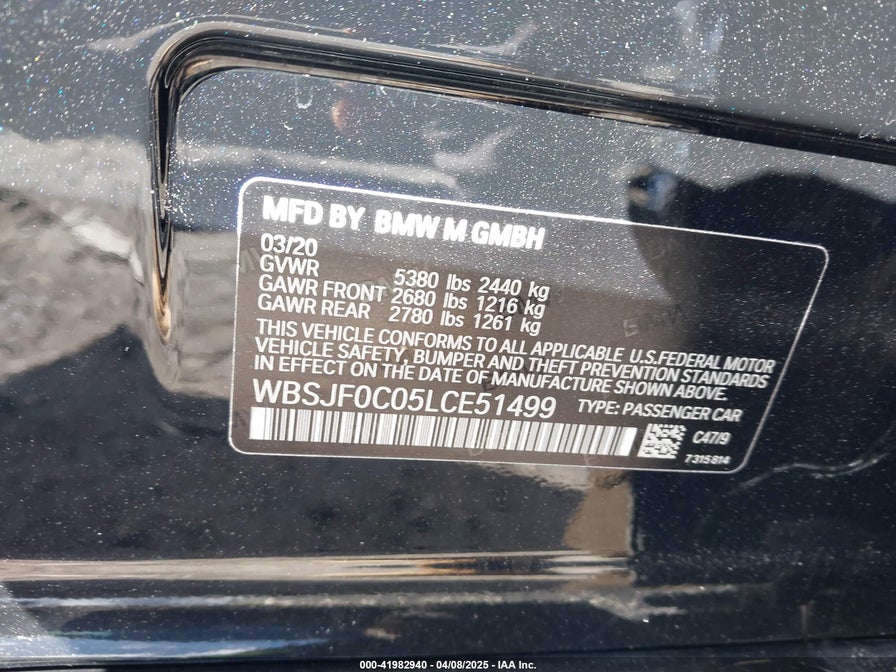 MFD BY BMW M GMBH
03/20
GVWR 5380 lbs 2440 kg
GAWR FRONT 2680 lbs 1216 kg
GAWR REAR 2780 lbs 1261 kg
THIS VEHICLE CONFORMS TO ALL APPLICABLE U.S.FEDERAL MOTOR
VEHICLE SAFETY, BUMPER AND THEFT PREVENTION STANDARDS
IN EFFECT ON THE DATE OF MANUFACTURE SHOWN ABOVE.
WBSJF0C05LCE51499 TYPE: PASSENGER CAR
C47/9
7315814
000-41982940 - 04/08/2025 - IAA Inc.